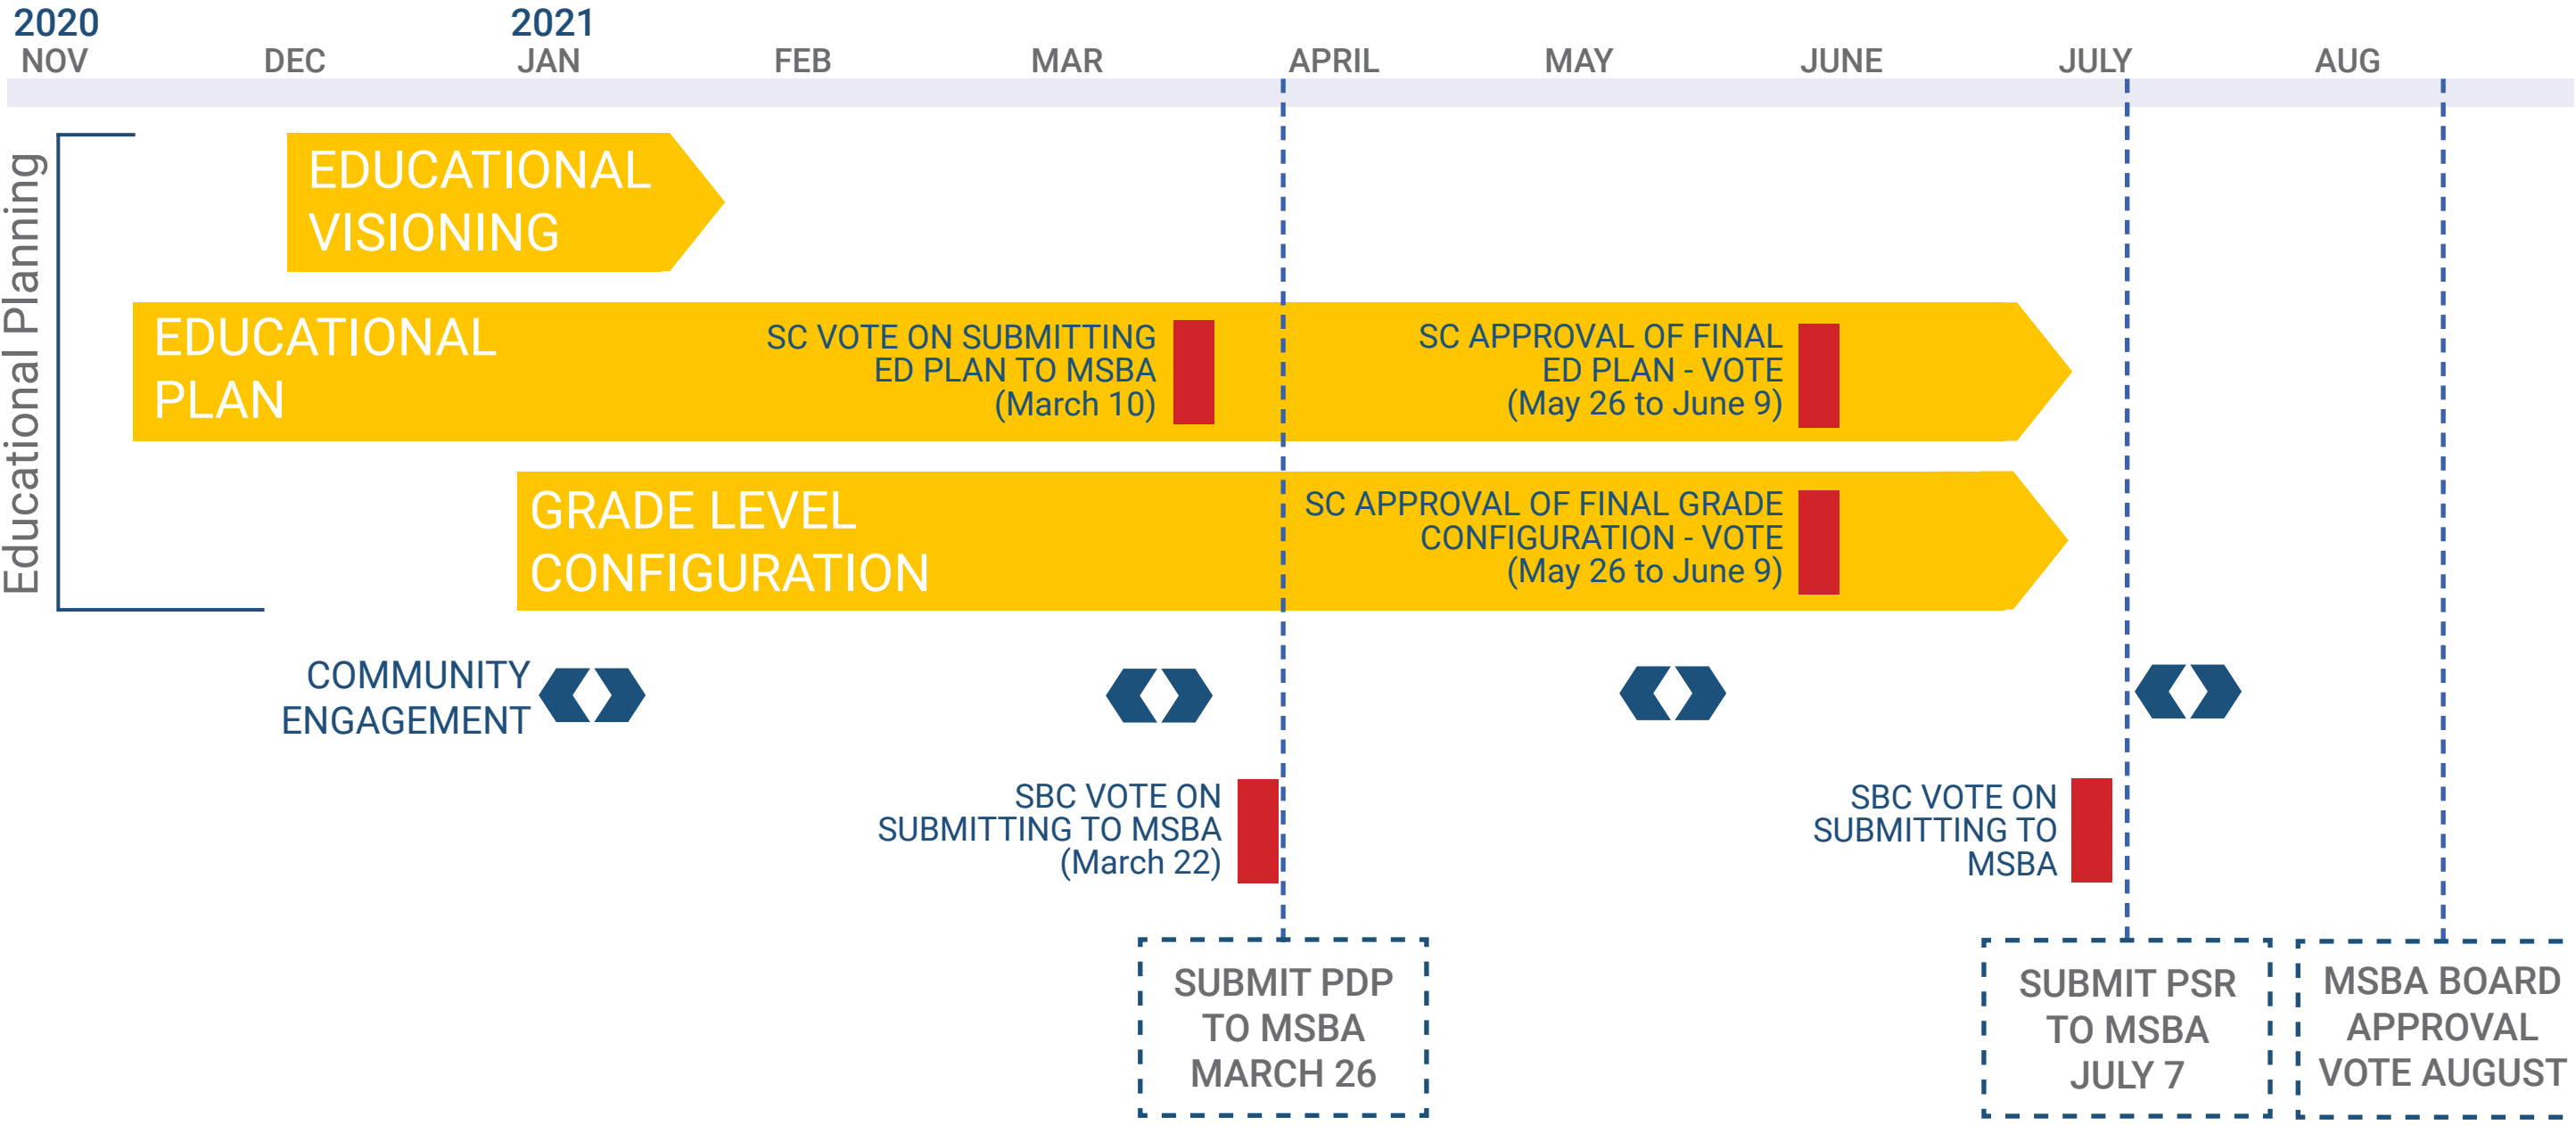 2020
2021
NOV
DEC
JAN
FEB
MAR
APRIL
MAY
JUNE
JULY
AUG
Educational Planning
EDUCATIONAL
VISIONING
EDUCATIONAL
PLAN
SC VOTE ON SUBMITTING
ED PLAN TO MSBA
(March 10)
SC APPROVAL OF FINAL
ED PLAN - VOTE
(May 26 to June 9)
GRADE LEVEL
CONFIGURATION
SC APPROVAL OF FINAL GRADE
CONFIGURATION - VOTE
(May 26 to June 9)
COMMUNITY
ENGAGEMENT
SBC VOTE ON
SUBMITTING TO MSBA
(March 22)
SBC VOTE ON
SUBMITTING TO
MSBA
SUBMIT PDP
TO MSBA
MARCH 26
SUBMIT PSR
TO MSBA
JULY 7
MSBA BOARD
APPROVAL
VOTE AUGUST